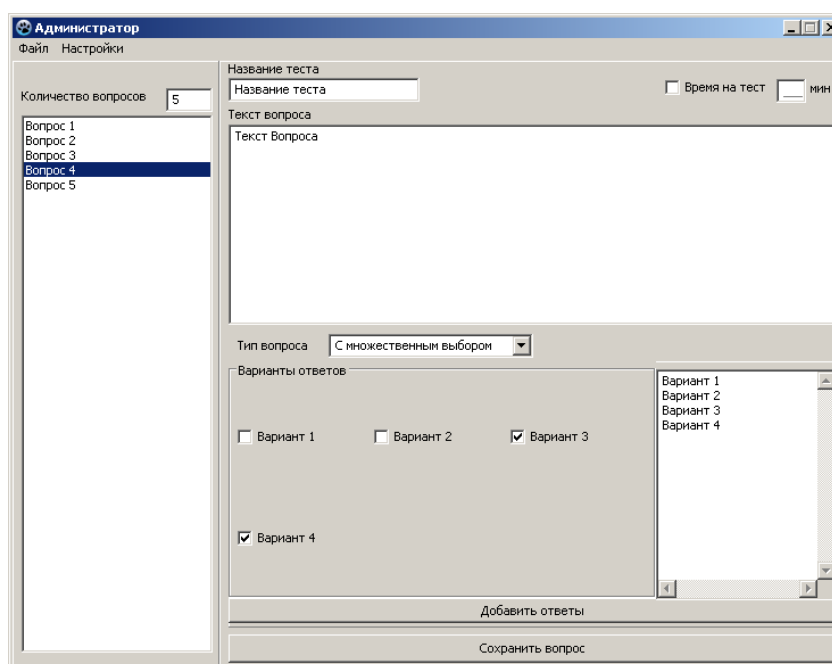 Администратор
Файл Настройки
Количество вопросов 5
Вопрос 1
Вопрос 2
Вопрос 3
Вопрос 4
Вопрос 5
Название теста
Название теста
Время на тест __ мин
Текст вопроса
Текст Вопроса
Тип вопроса С множественным выбором
Варианты ответов
Вариант 1 Вариант 2 Вариант 3
Вариант 4
Вариант 1
Вариант 2
Вариант 3
Вариант 4
Добавить ответы
Сохранить вопрос